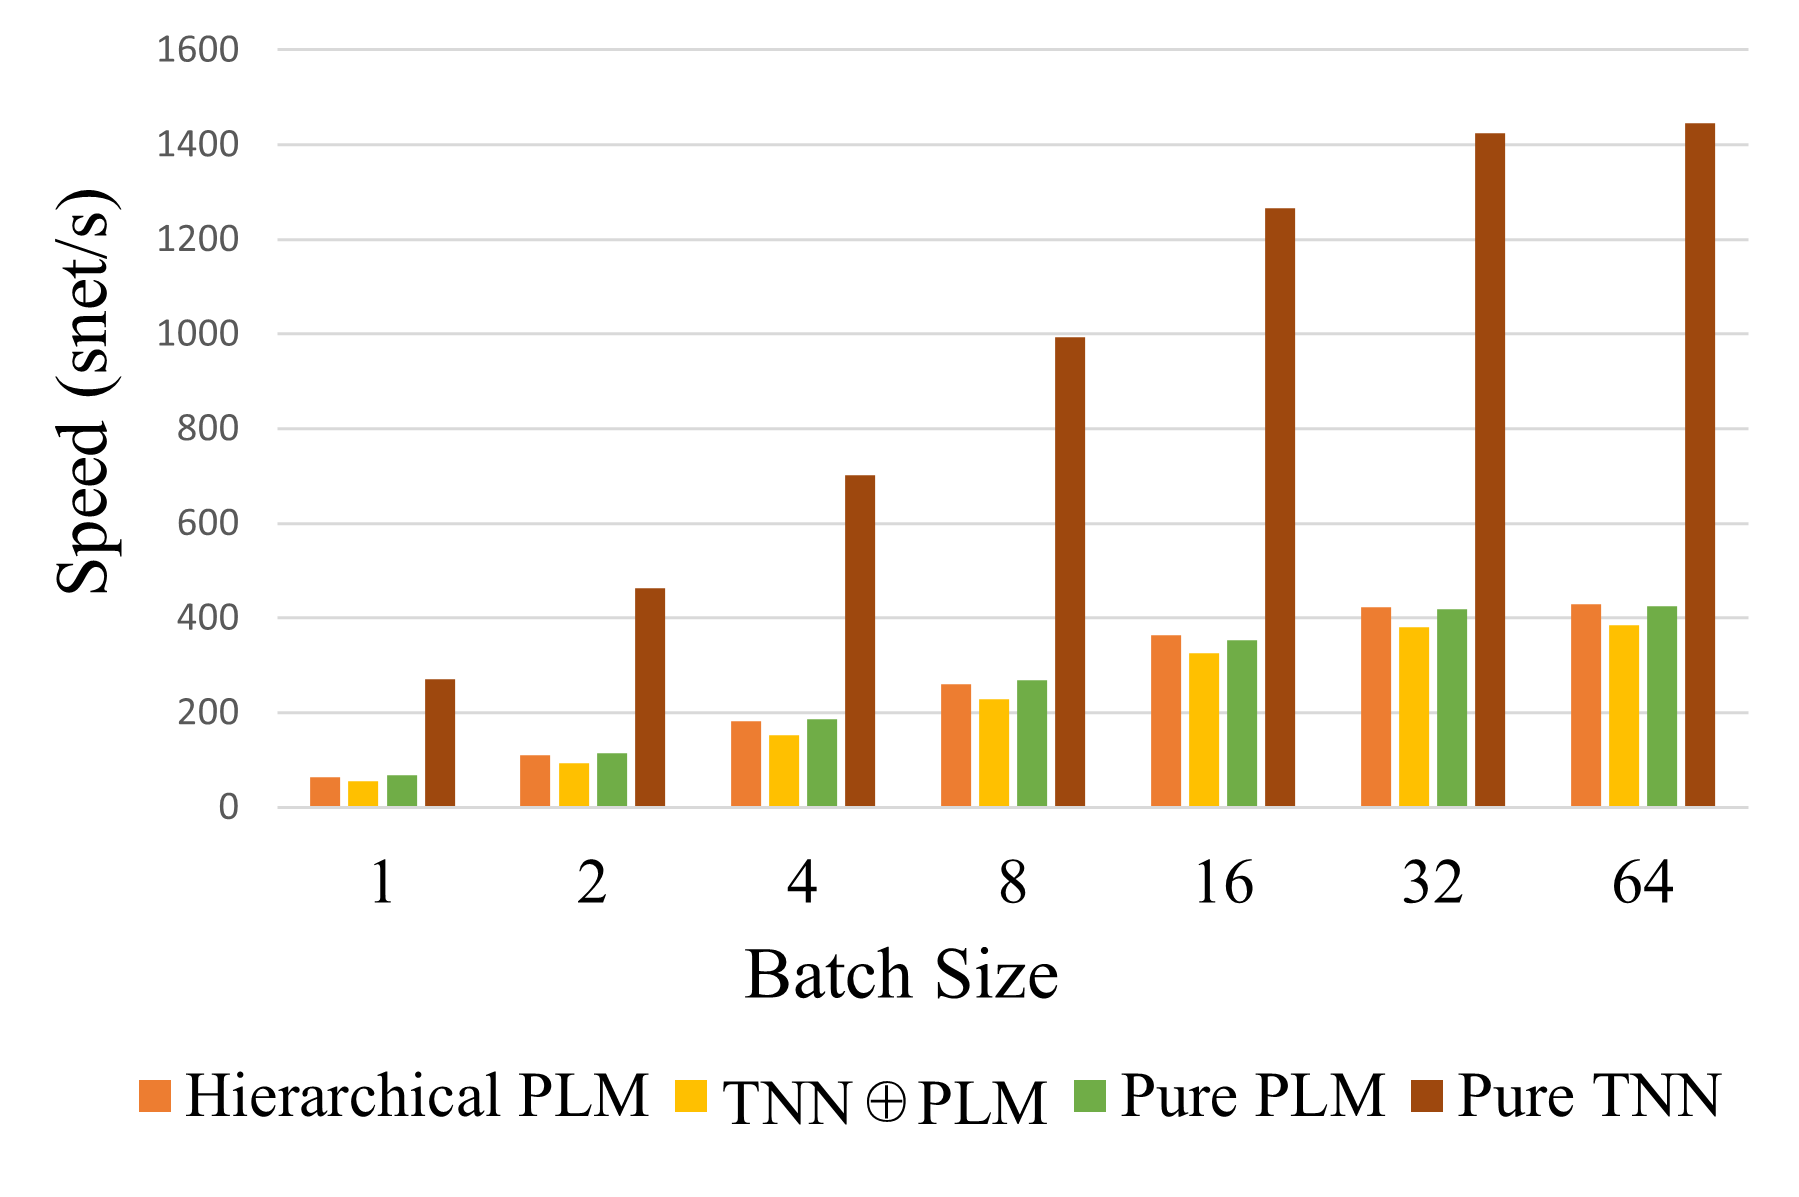 1600
1400
1200
1000
800
600
400
200
0
Speed (snet/s)
1 2 4 8 16 32 64
Batch Size
Hierarchical PLM TNN ⊕ PLM Pure PLM Pure TNN